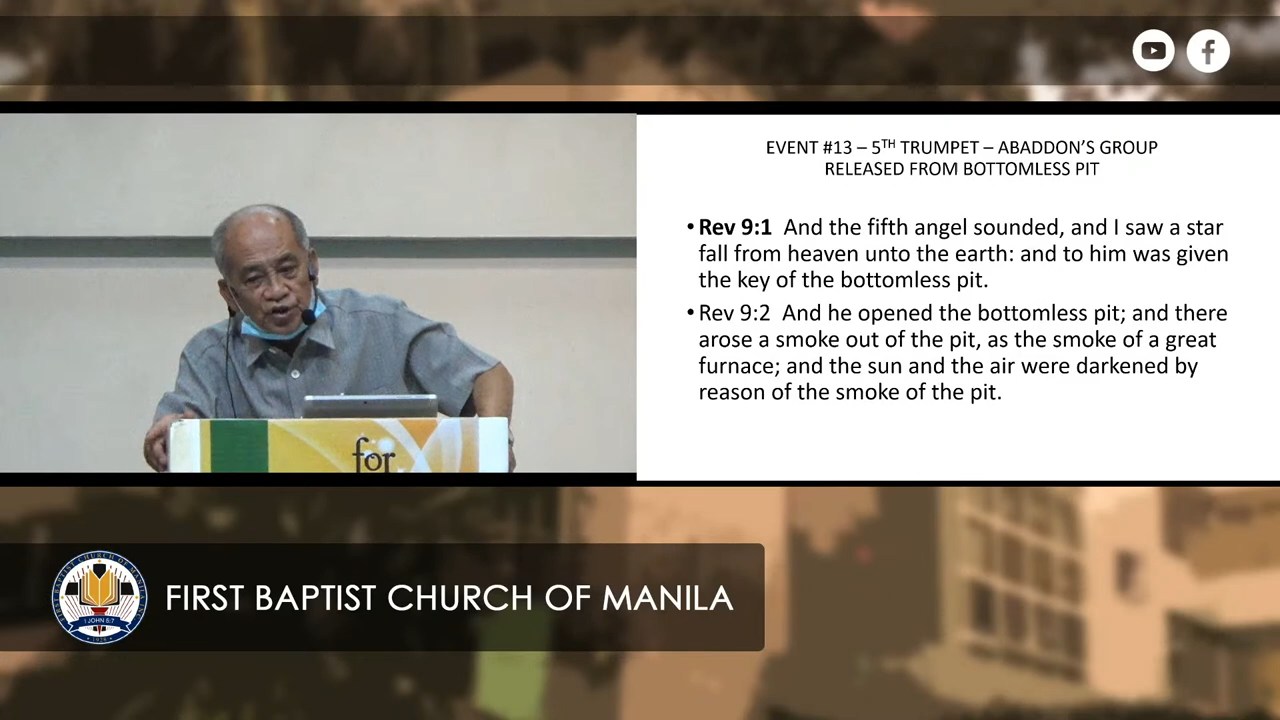 EVENT #13 – 5TH TRUMPET – ABADDON'S GROUP
RELEASED FROM BOTTOMLESS PIT
• Rev 9:1 And the fifth angel sounded, and I saw a star
fall from heaven unto the earth: and to him was given
the key of the bottomless pit.
• Rev 9:2 And he opened the bottomless pit; and there
arose a smoke out of the pit, as the smoke of a great
furnace; and the sun and the air were darkened by
reason of the smoke of the pit.
for
FIRST BAPTIST CHURCH OF MANILA
I JOHN 5:7